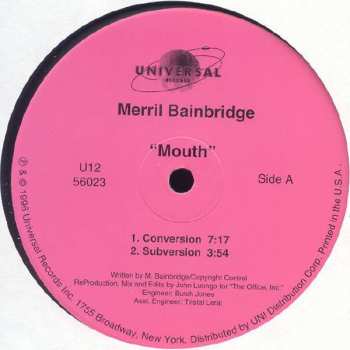 UNIVERSAL
RECORDS
Merril Bainbridge
"Mouth"
U12
56023
Side A
1. Conversion 7:17
2. Subversion 3:54
Written by M. Bainbridge/Copyright Control
ReProduction, Mix and Edits by John Luongo for "The Office, Inc."
Engineer: Butch Jones
Asst. Engineer: Tristal Lerai
℗ & © 1996 Universal Records Inc. 1755 Broadway, New York. Distributed by UNI Distribution Corp. Printed in the U.S.A.